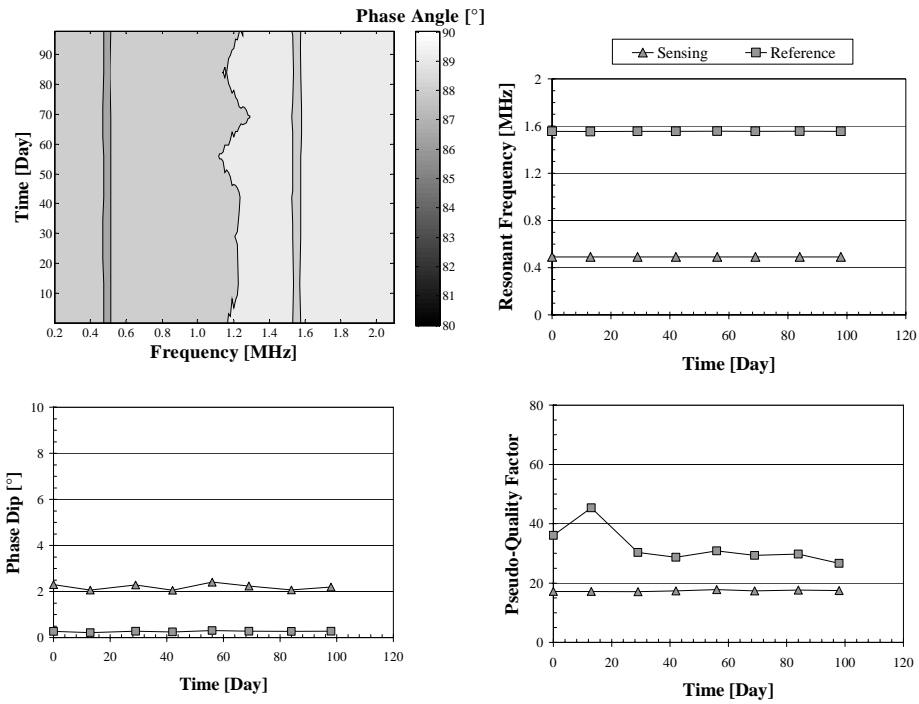 Phase Angle [°]
90
89
88
87
86
85
84
83
82
81
80
Time [Day]
90
80
70
60
50
40
30
20
10
0.2 0.4 0.6 0.8 1.0 1.2 1.4 1.6 1.8 2.0
Frequency [MHz]
Sensing Reference
Resonant Frequency [MHz]
2
1.6
1.2
0.8
0.4
0
0 20 40 60 80 100 120
Time [Day]
Phase Dip [°]
10
8
6
4
2
0
0 20 40 60 80 100 120
Time [Day]
Pseudo-Quality Factor
80
60
40
20
0
0 20 40 60 80 100 120
Time [Day]